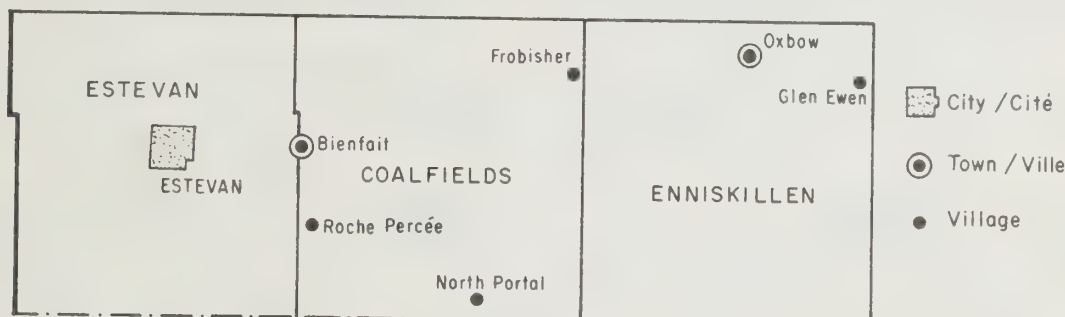 Oxbow
Frobisher
ESTEVAN
Glen Ewen
City / Cité
Bienfait
ESTEVAN
COALFIELDS
Town / Ville
ENNISKILLEN
Roche Percée
Village
North Portal